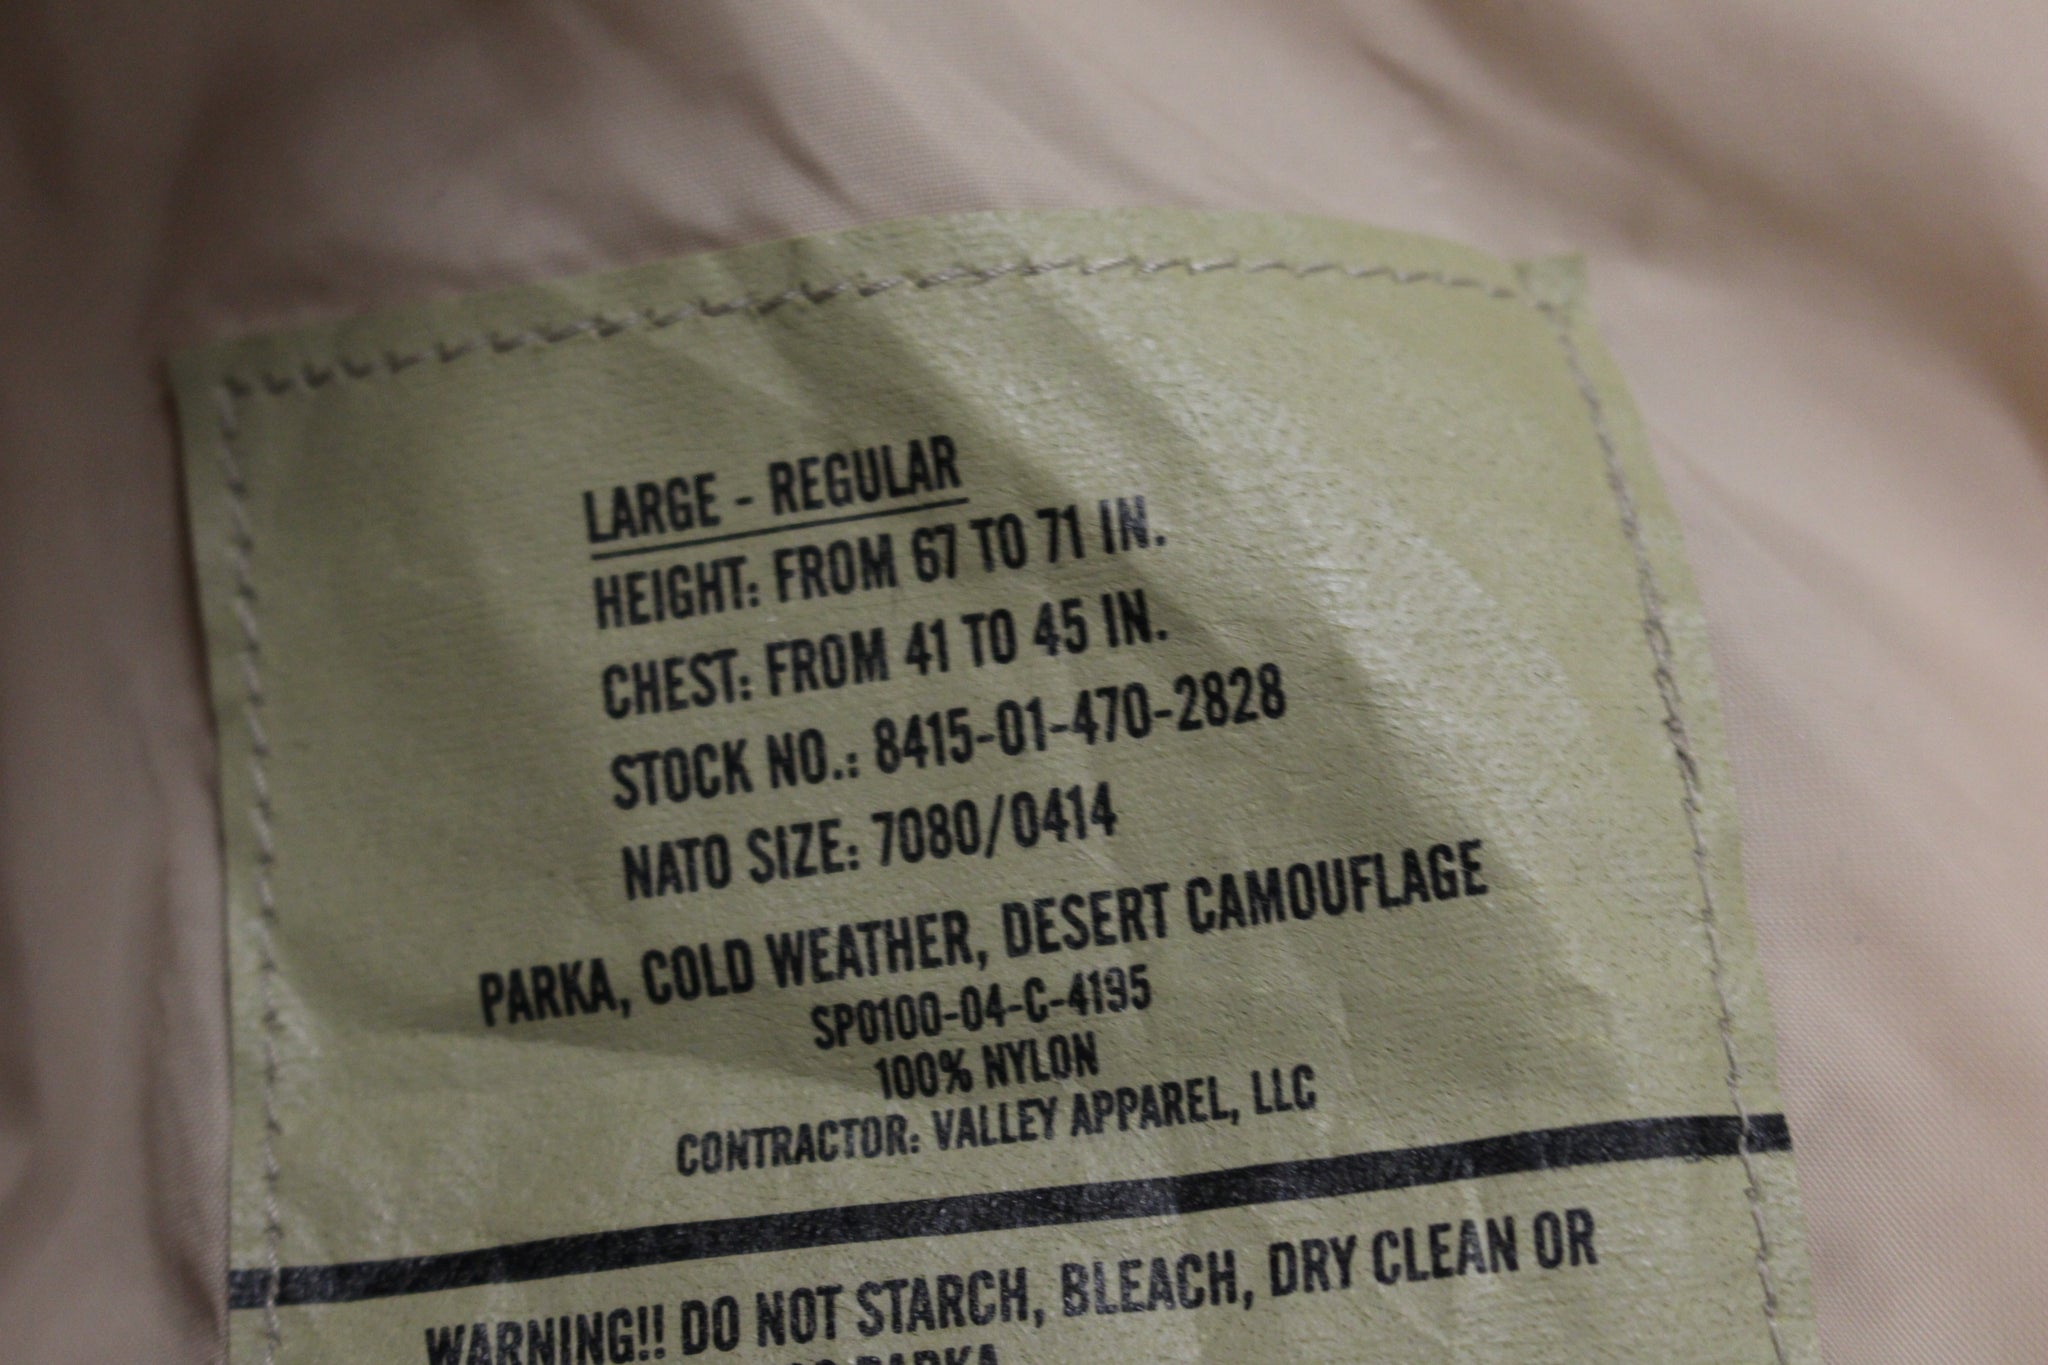 LARGE - REGULAR
HEIGHT: FROM 67 TO 71 IN.
CHEST: FROM 41 TO 45 IN.
STOCK NO.: 8415-01-470-2828
NATO SIZE: 7080/0414
PARKA, COLD WEATHER, DESERT CAMOUFLAGE
SP0100-04-C-4195
100% NYLON
CONTRACTOR: VALLEY APPAREL, LLC
WARNING!! DO NOT STARCH, BLEACH, DRY CLEAN OR
PARKA